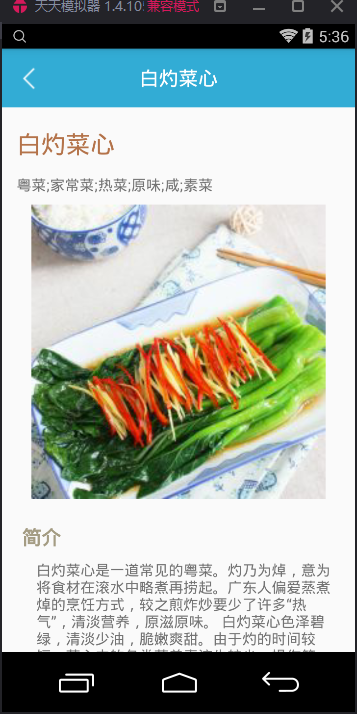 天天模拟器 1.4.10 兼容模式
5:36
白灼菜心
白灼菜心
粤菜;家常菜;热菜;原味;咸;素菜
简介
白灼菜心是一道常见的粤菜。灼乃为焯，意为
将食材在滚水中略煮再捞起。广东人偏爱蒸煮
焯的烹饪方式，较之煎炸炒要少了许多“热
气”，清淡营养，原滋原味。 白灼菜心色泽碧
绿，清淡少油，脆嫩爽甜。由于灼的时间较